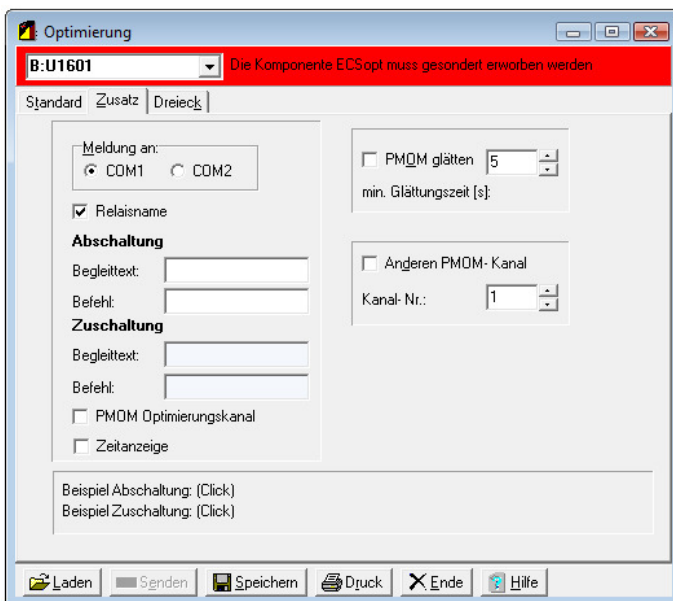 Optimierung
B:U1601 Die Komponente ECSopt muss gesondert erworben werden
Standard Zusatz Dreieck
Meldung an:
COM1 COM2
Relaisname
Abschaltung
Begleittext:
Befehl:
Zuschaltung
Begleittext:
Befehl:
PMOM Optimierungskanal
Zeitanzeige
PMOM glätten 5
min. Glättungszeit [s]:
Anderen PMOM- Kanal
Kanal- Nr.: 1
Beispiel Abschaltung: (Click)
Beispiel Zuschaltung: (Click)
Laden Senden Speichern Druck Ende Hilfe